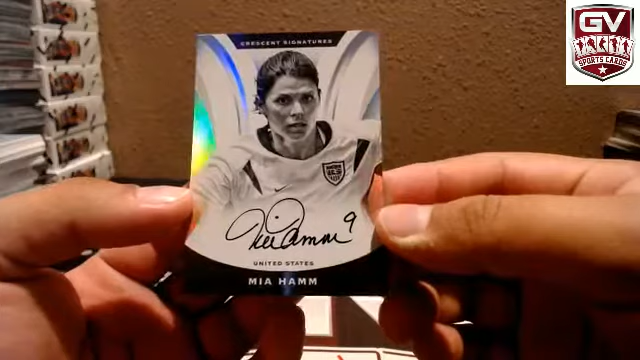 GV
SPORTS CARDS
CRESCENT SIGNATURES
Mia Hamm 9
UNITED STATES
MIA HAMM